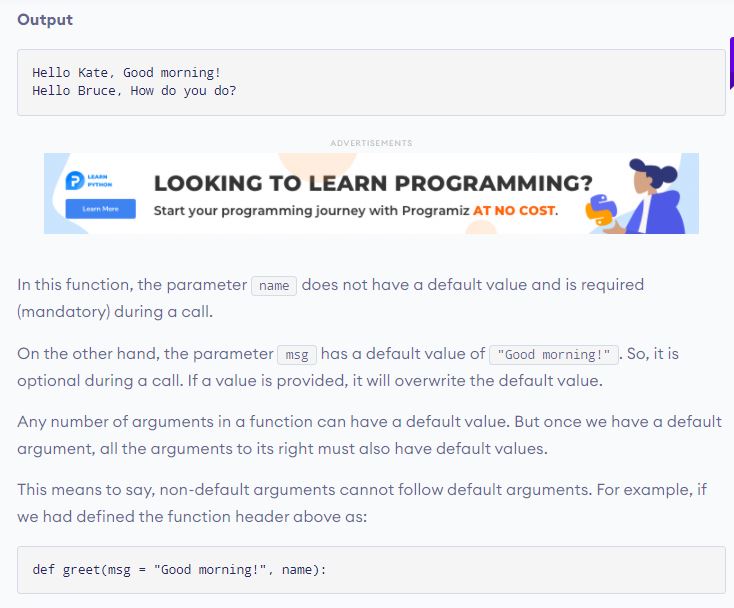 Output
Hello Kate, Good morning!
Hello Bruce, How do you do?
ADVERTISEMENTS
LEARN
PYTHON
LOOKING TO LEARN PROGRAMMING?
Learn More
Start your programming journey with Programiz AT NO COST.
In this function, the parameter name does not have a default value and is required
(mandatory) during a call.
On the other hand, the parameter msg has a default value of "Good morning!" . So, it is
optional during a call. If a value is provided, it will overwrite the default value.
Any number of arguments in a function can have a default value. But once we have a default
argument, all the arguments to its right must also have default values.
This means to say, non-default arguments cannot follow default arguments. For example, if
we had defined the function header above as:
def greet(msg = "Good morning!", name):